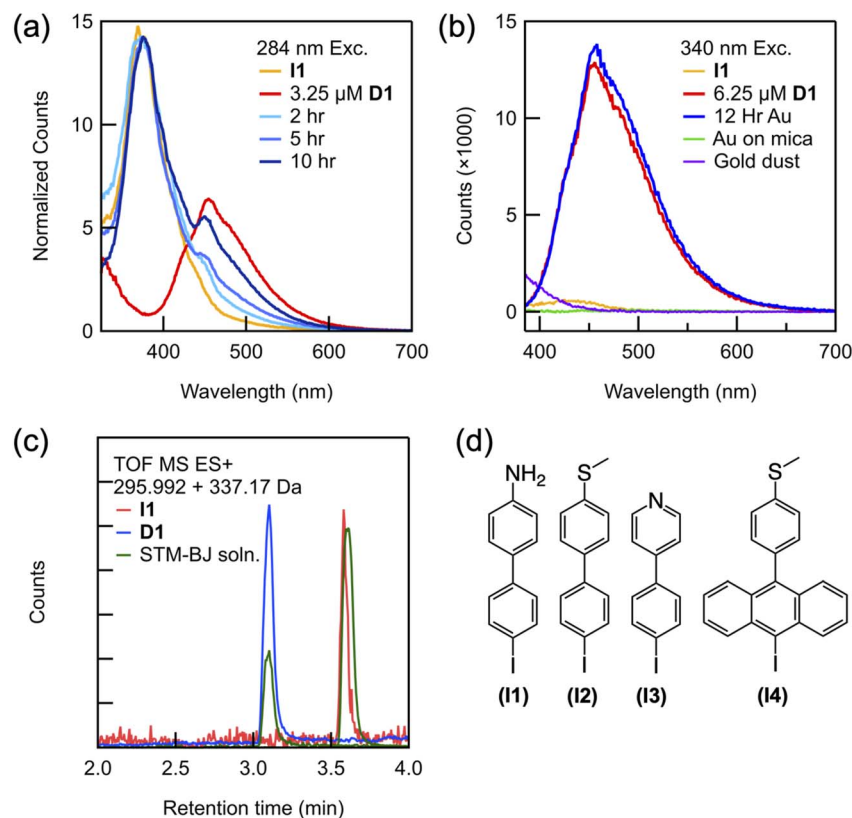 (a)
15
10
5
0
Normalized Counts
284 nm Exc.
I1
3.25 µM D1
2 hr
5 hr
10 hr
400
500
600
700
Wavelength (nm)
(b)
15
10
5
0
Counts (×1000)
340 nm Exc.
I1
6.25 µM D1
12 Hr Au
Au on mica
Gold dust
400
500
600
700
Wavelength (nm)
(c)
Counts
TOF MS ES+
295.992 + 337.17 Da
I1
D1
STM-BJ soln.
2.0
2.5
3.0
3.5
4.0
Retention time (min)
(d)
NH2
S
N
S
I
I
I
I
(I1)
(I2)
(I3)
(I4)